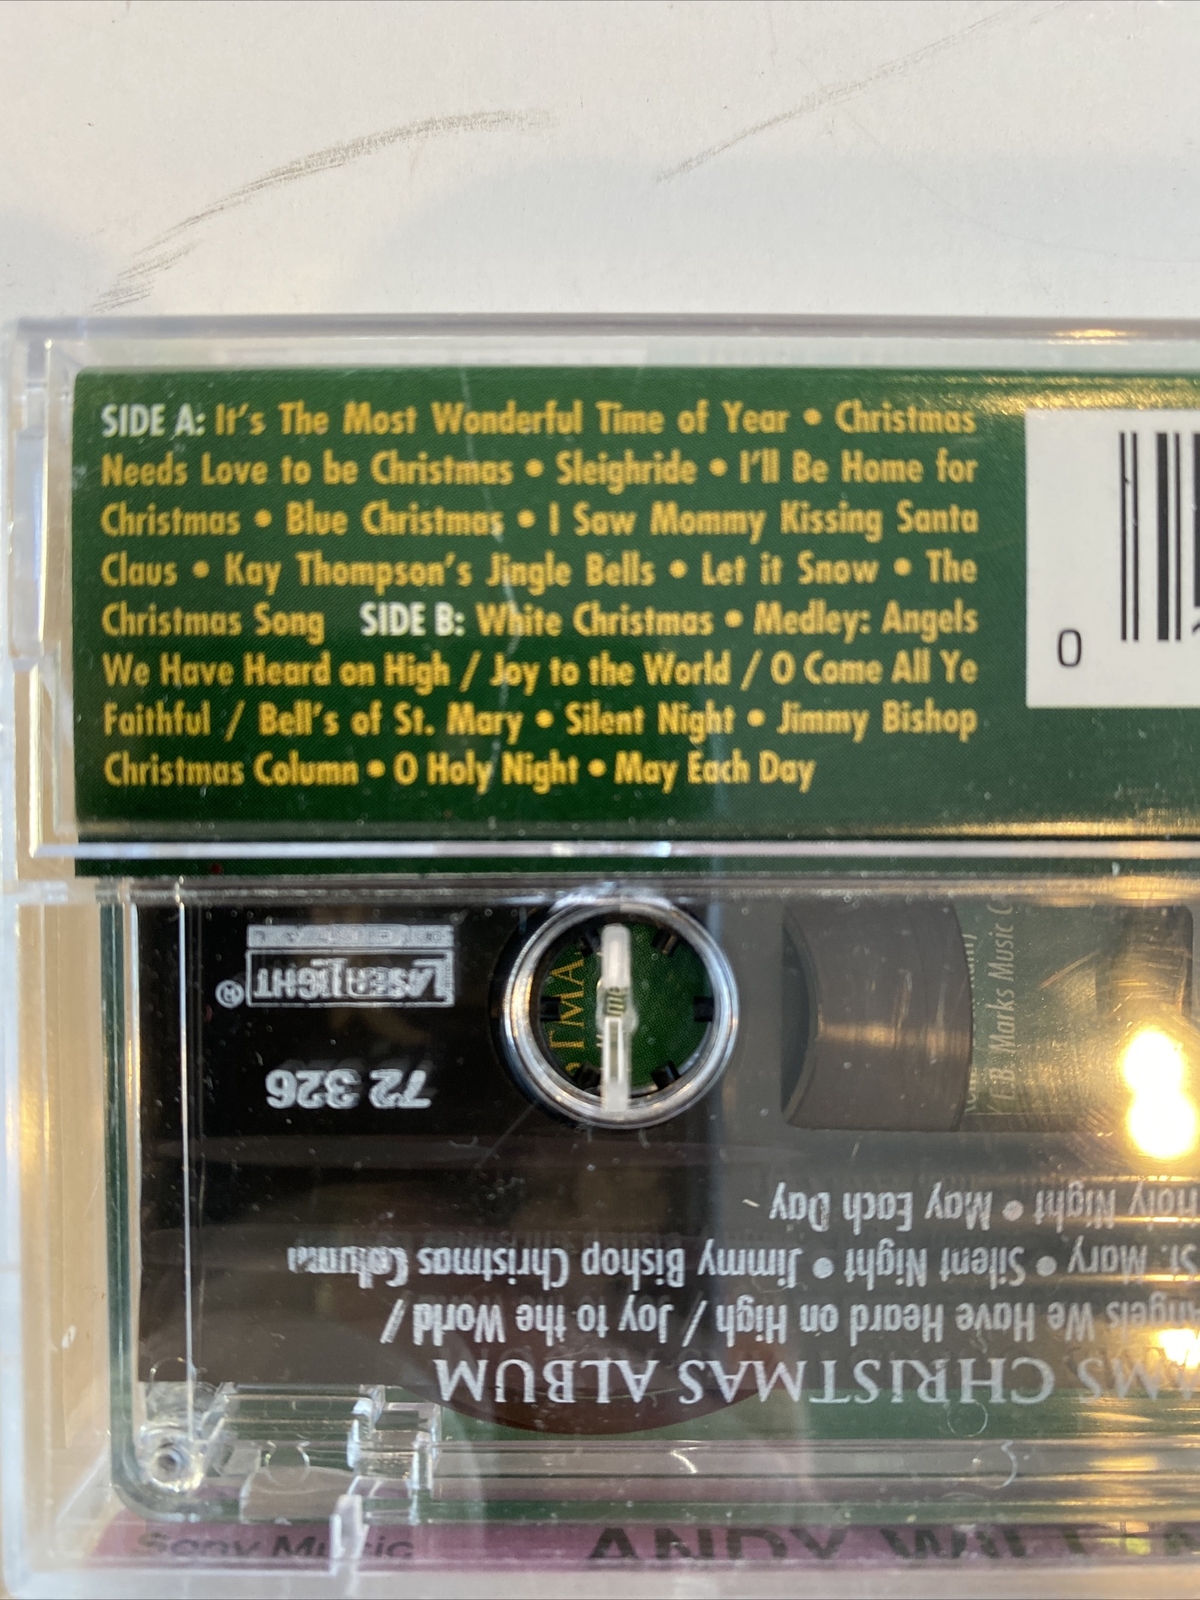 SIDE A: It's The Most Wonderful Time of Year • Christmas
Needs Love to be Christmas • Sleighride • I'll Be Home for
Christmas • Blue Christmas • I Saw Mommy Kissing Santa
Claus • Kay Thompson's Jingle Bells • Let it Snow • The
Christmas Song SIDE B: White Christmas • Medley: Angels
We Have Heard on High / Joy to the World / O Come All Ye
Faithful / Bell's of St. Mary • Silent Night • Jimmy Bishop
Christmas Column • O Holy Night • May Each Day
0
LASERLIGHT®
72 326
E.B. Marks Music
CHRISTMAS ALBUM
We Have Heard on High / Joy to the World /
St. Mary • Silent Night • Jimmy Bishop Christmas Column
Holy Night • May Each Day
Sony Music
ANDY